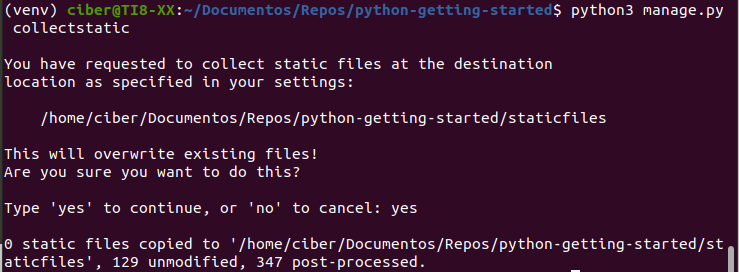 (venv) ciber@TI8-XX:~/Documentos/Repos/python-getting-started$ python3 manage.py
collectstatic
You have requested to collect static files at the destination
location as specified in your settings:
/home/ciber/Documentos/Repos/python-getting-started/staticfiles
This will overwrite existing files!
Are you sure you want to do this?
Type 'yes' to continue, or 'no' to cancel: yes
0 static files copied to '/home/ciber/Documentos/Repos/python-getting-started/st
aticfiles', 129 unmodified, 347 post-processed.